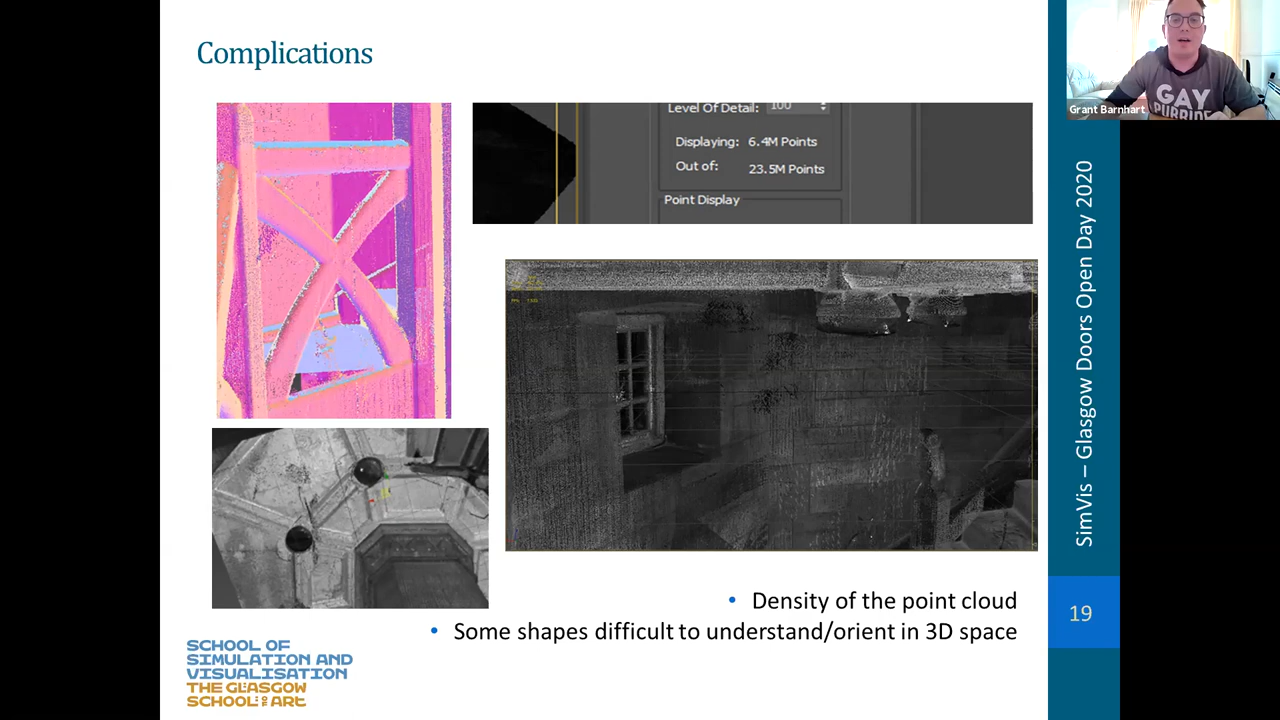 Complications
Level Of Detail: 100
Displaying: 6.4M Points
Out of: 23.5M Points
Point Display
• Density of the point cloud
• Some shapes difficult to understand/orient in 3D space
SCHOOL OF
SIMULATION AND
VISUALISATION
THE GLASGOW
SCHOOL OF ART
GAY
Grant Barnhart
SimVis – Glasgow Doors Open Day 2020
19